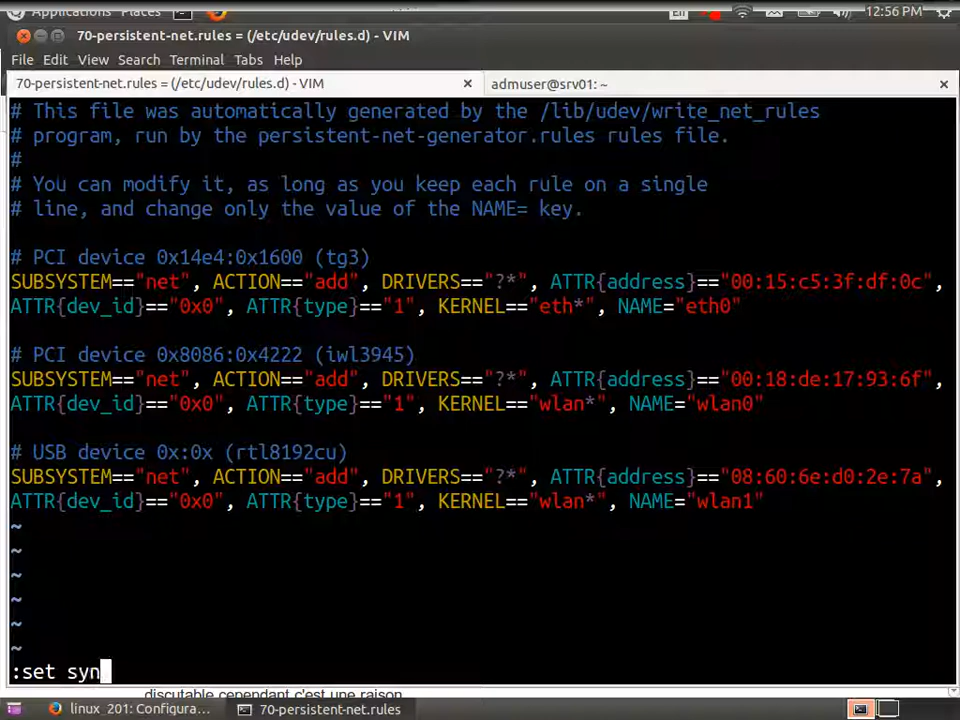 Applications Places En 12:56 PM
70-persistent-net.rules = (/etc/udev/rules.d) - VIM
File Edit View Search Terminal Tabs Help
70-persistent-net.rules = (/etc/udev/rules.d) - VIM × admuser@srv01: ~ ×
# This file was automatically generated by the /lib/udev/write_net_rules
# program, run by the persistent-net-generator.rules rules file.
#
# You can modify it, as long as you keep each rule on a single
# line, and change only the value of the NAME= key.
# PCI device 0x14e4:0x1600 (tg3)
SUBSYSTEM=="net", ACTION=="add", DRIVERS=="?*", ATTR{address}=="00:15:c5:3f:df:0c",
ATTR{dev_id}=="0x0", ATTR{type}=="1", KERNEL=="eth*", NAME="eth0"
# PCI device 0x8086:0x4222 (iwl3945)
SUBSYSTEM=="net", ACTION=="add", DRIVERS=="?*", ATTR{address}=="00:18:de:17:93:6f",
ATTR{dev_id}=="0x0", ATTR{type}=="1", KERNEL=="wlan*", NAME="wlan0"
# USB device 0x:0x (rtl8192cu)
SUBSYSTEM=="net", ACTION=="add", DRIVERS=="?*", ATTR{address}=="08:60:6e:d0:2e:7a",
ATTR{dev_id}=="0x0", ATTR{type}=="1", KERNEL=="wlan*", NAME="wlan1"
~
~
~
~
~
~
:set syn
discutable cependant c'est une raison
linux_201: Configura... 70-persistent-net.rules